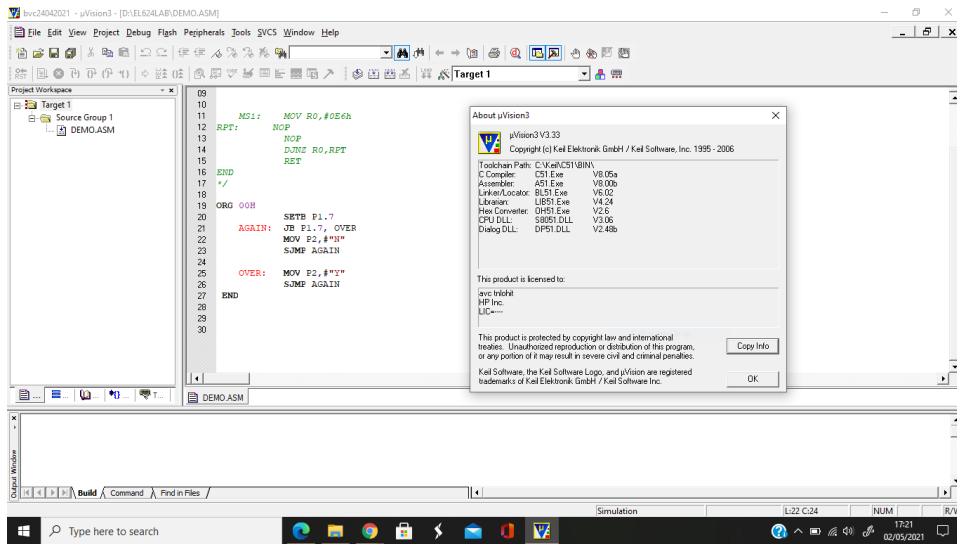 bvc24042021 - µVision3 - [D:\EL624LAB\DEMO.ASM]
File Edit View Project Debug Flash Peripherals Tools SVCS Window Help
Target 1
Project Workspace
Target 1
Source Group 1
DEMO.ASM
09
10
11 MS1: MOV R0,#0E6h
12 RPT: NOP
13 NOP
14 DJNZ R0,RPT
15 RET
16 END
17 */
18
19 ORG 00H
20 SETB P1.7
21 AGAIN: JB P1.7, OVER
22 MOV P2,#"N"
23 SJMP AGAIN
24
25 OVER: MOV P2,#"Y"
26 SJMP AGAIN
27 END
28
29
30
DEMO.ASM
About µVision3
µVision3 V3.33
Copyright (c) Keil Elektronik GmbH / Keil Software, Inc. 1995 - 2006
Toolchain Path: C:\Keil\C51\BIN\
C Compiler: C51.Exe V8.05a
Assembler: A51.Exe V8.00b
Linker/Locator: BL51.Exe V6.02
Librarian: LIB51.Exe V4.24
Hex Converter: OH51.Exe V2.6
CPU DLL: S8051.DLL V3.06
Dialog DLL: DP51.DLL V2.48b
This product is licensed to:
avc tnlohit
HP Inc.
LIC=----
This product is protected by copyright law and international
treaties. Unauthorized reproduction or distribution of this program,
or any portion of it may result in severe civil and criminal penalties.
Copy Info
Keil Software, the Keil Software Logo, and µVision are registered
trademarks of Keil Elektronik GmbH / Keil Software Inc.
OK
Output Window
Build Command Find in Files
Simulation L:22 C:24 NUM R/
Type here to search
17:21
02/05/2021